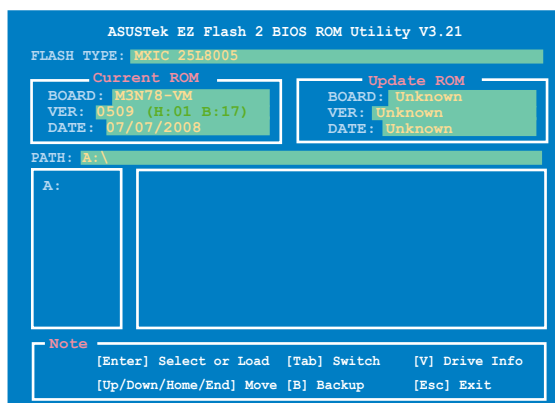 ASUSTek EZ Flash 2 BIOS ROM Utility V3.21
FLASH TYPE: MXIC 25L8005
Current ROM
BOARD: M3N78-VM
VER: 0509 (H:01 B:17)
DATE: 07/07/2008
Update ROM
BOARD: Unknown
VER: Unknown
DATE: Unknown
PATH: A:\
A:
Note
[Enter] Select or Load [Tab] Switch [V] Drive Info
[Up/Down/Home/End] Move [B] Backup [Esc] Exit